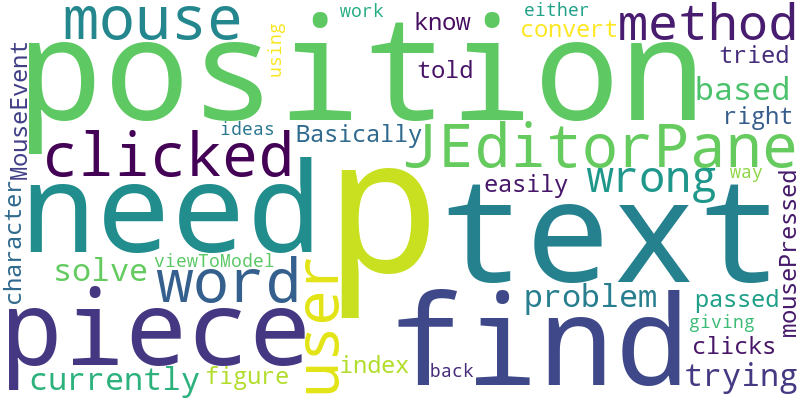 mouse
work
know
either
convert
method
MouseEvent
using
position
told
tried
based
right
clicked
ideas
Basically
JEditorPane
character
need
p
easily
text
wrong
way
mousePressed
solve
viewToModel
word
user
piece
find
problem
passed
giving
clicks
currently
figure
index
back
trying